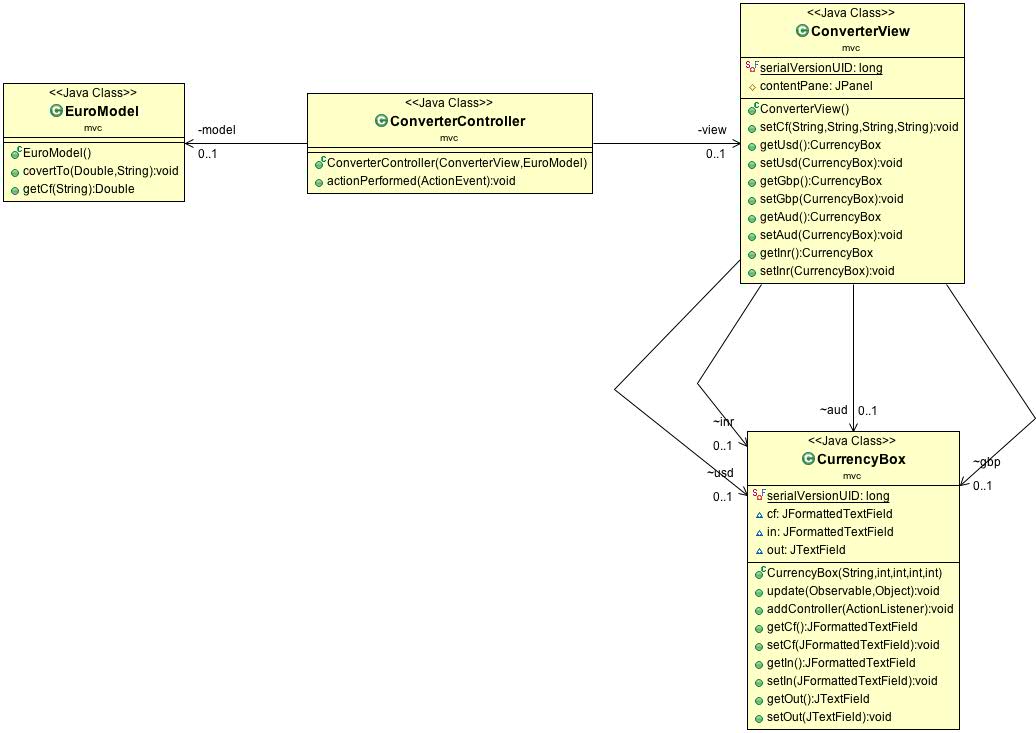 <<Java Class>>
EuroModel
mvc
EuroModel()
covertTo(Double,String):void
getCf(String):Double
-model
0..1
<<Java Class>>
ConverterController
mvc
ConverterController(ConverterView,EuroModel)
actionPerformed(ActionEvent):void
-view
0..1
<<Java Class>>
ConverterView
mvc
serialVersionUID: long
contentPane: JPanel
ConverterView()
setCf(String,String,String,String):void
getUsd():CurrencyBox
setUsd(CurrencyBox):void
getGbp():CurrencyBox
setGbp(CurrencyBox):void
getAud():CurrencyBox
setAud(CurrencyBox):void
getInr():CurrencyBox
setInr(CurrencyBox):void
~inr
0..1
~usd
0..1
~aud
0..1
~gbp
0..1
<<Java Class>>
CurrencyBox
mvc
serialVersionUID: long
cf: JFormattedTextField
in: JFormattedTextField
out: JTextField
CurrencyBox(String,int,int,int,int)
update(Observable,Object):void
addController(ActionListener):void
getCf():JFormattedTextField
setCf(JFormattedTextField):void
getIn():JFormattedTextField
setIn(JFormattedTextField):void
getOut():JTextField
setOut(JTextField):void